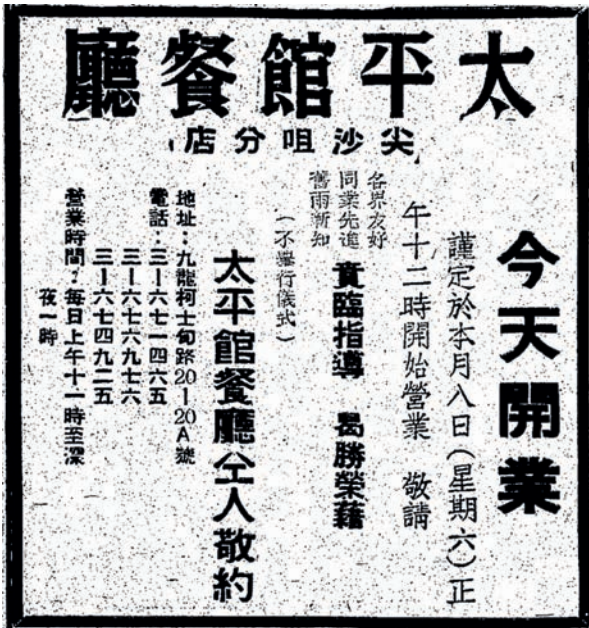 太平館餐廳
尖沙咀分店
今天開業
謹定於本月八日(星期六)正
午十二時開始營業 敬請
各界友好
同業先進
舊雨新知
賁臨指導 曷勝榮藉
(不舉行儀式)
太平館餐廳仝人敬約
地址:九龍柯士甸路20-20A號
電話:三-六七一四六五
三-六七六九七六
三-六七四九二五
營業時間:每日上午十一時至深
夜一時